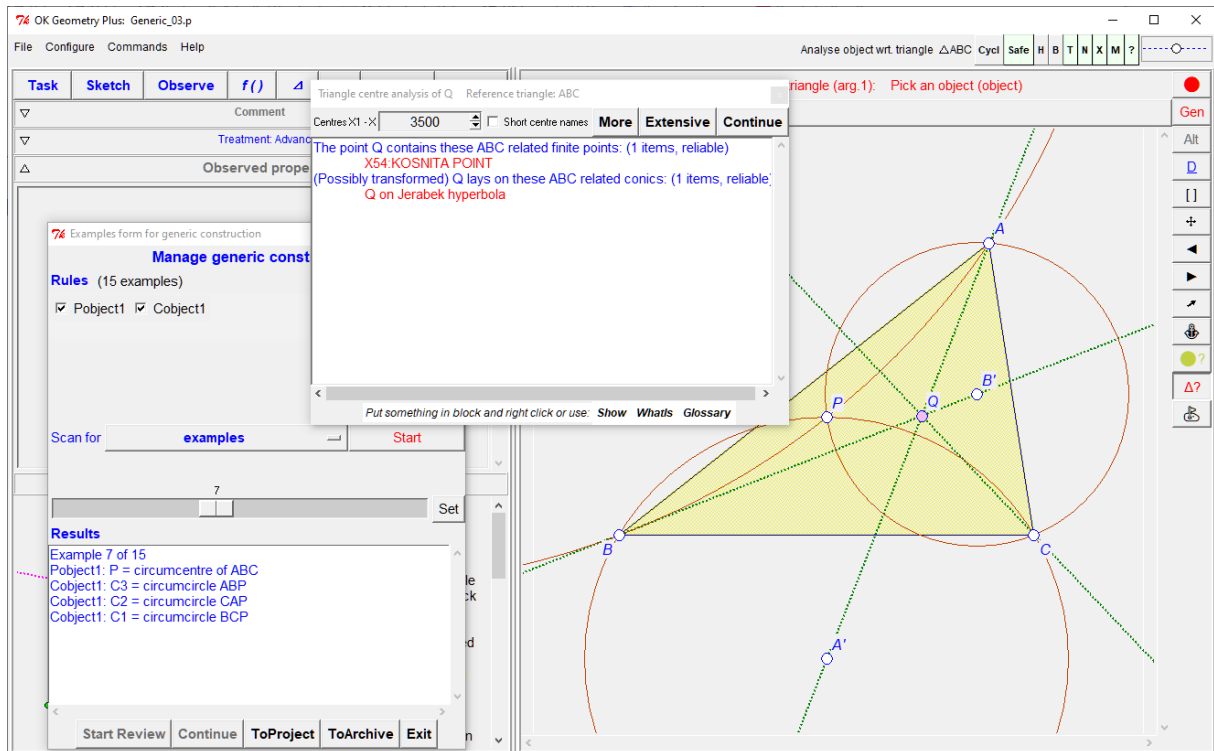 OK Geometry Plus: Generic_03.p
File Configure Commands Help
Analyse object wrt. triangle △ABC Cycl Safe H B T N X M ?
Task Sketch Observe f() ⊿
riangle (arg.1): Pick an object (object)
Comment
Treatment: Advanc
Observed prope
Triangle centre analysis of Q Reference triangle: ABC
Centres X1 - X 3500 Short centre names More Extensive Continue
The point Q contains these ABC related finite points: (1 items, reliable)
X54:KOSNITA POINT
(Possibly transformed) Q lays on these ABC related conics: (1 items, reliable)
Q on Jerabek hyperbola
Put something in block and right click or use: Show WhatIs Glossary
Examples form for generic construction
Manage generic const
Rules (15 examples)
Pobject1 Cobject1
Scan for examples Start
7
Set
Results
Example 7 of 15
Pobject1: P = circumcentre of ABC
Cobject1: C3 = circumcircle ABP
Cobject1: C2 = circumcircle CAP
Cobject1: C1 = circumcircle BCP
Start Review Continue ToProject ToArchive Exit
le
ck
ed
n
A
B'
P
Q
B
C
A'
Gen
Alt
D
[ ]
?
Δ?